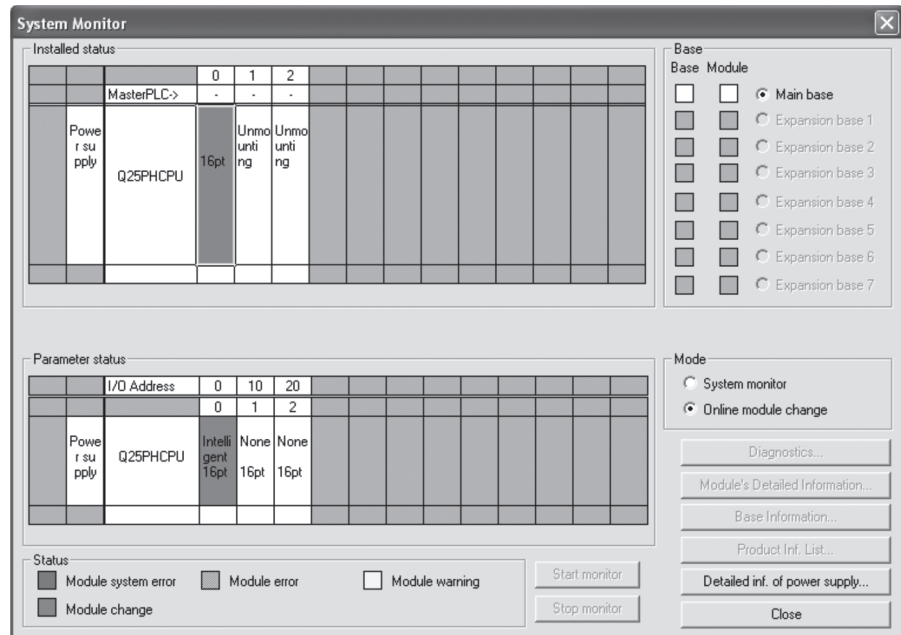 System Monitor
Installed status
0 1 2
MasterPLC-> - - -
Powe
r su
pply
Q25PHCPU
16pt
Unmo
unti
ng
Unmo
unti
ng
Base
Base Module
Main base
Expansion base 1
Expansion base 2
Expansion base 3
Expansion base 4
Expansion base 5
Expansion base 6
Expansion base 7
Parameter status
I/O Address 0 10 20
0 1 2
Powe
r su
pply
Q25PHCPU
Intelli
gent
16pt
None
16pt
None
16pt
Mode
System monitor
Online module change
Diagnostics...
Module's Detailed Information...
Base Information...
Product Inf. List...
Detailed inf. of power supply...
Close
Status
Module system error
Module error
Module warning
Module change
Start monitor
Stop monitor